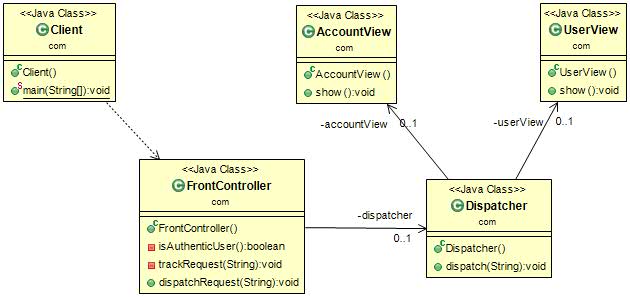 <<Java Class>>
Client
com
Client()
main(String[]):void
<<Java Class>>
AccountView
com
AccountView()
show():void
<<Java Class>>
UserView
com
UserView()
show():void
-accountView 0..1
-userView 0..1
<<Java Class>>
FrontController
com
FrontController()
isAuthenticUser():boolean
trackRequest(String):void
dispatchRequest(String):void
-dispatcher
0..1
<<Java Class>>
Dispatcher
com
Dispatcher()
dispatch(String):void